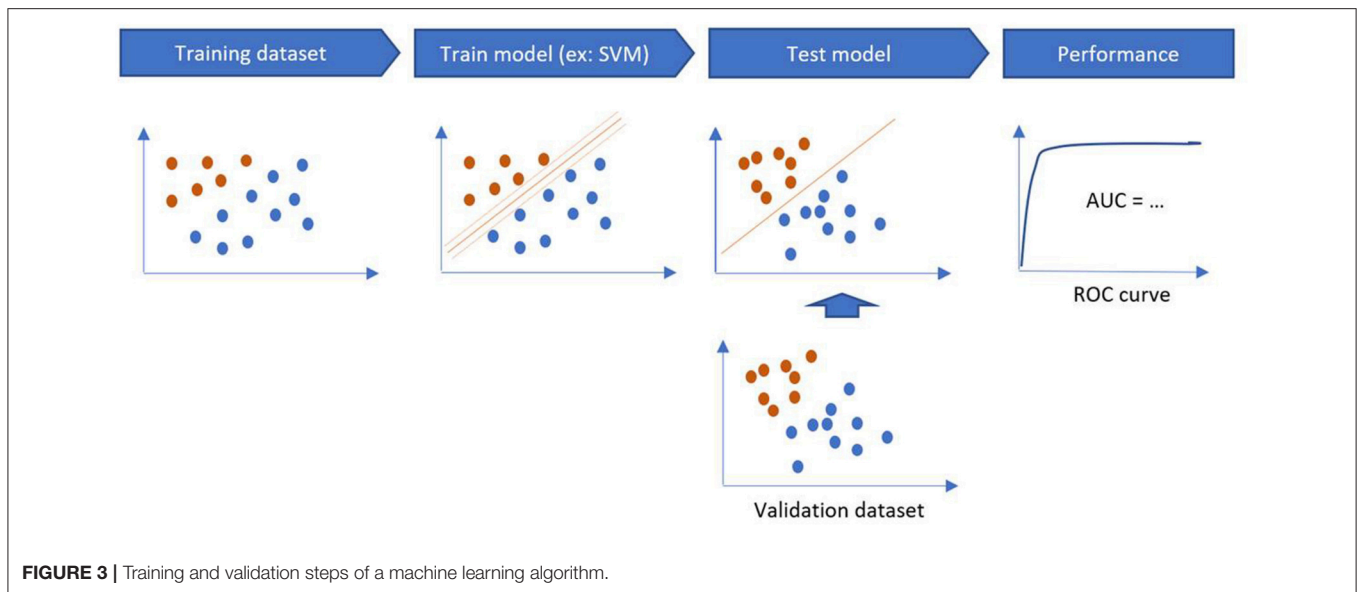 Training dataset
Train model (ex: SVM)
Test model
Performance
AUC = ...
ROC curve
Validation dataset
FIGURE 3 | Training and validation steps of a machine learning algorithm.